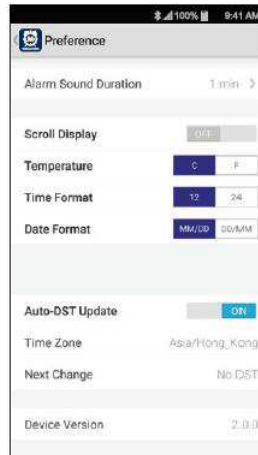 100% 9:41 AM
Preference
Alarm Sound Duration 1 min >
Scroll Display OFF
Temperature C F
Time Format 12 24
Date Format MM/DD DD/MM
Auto-DST Update ON
Time Zone Asia/Hong_Kong
Next Change No DST
Device Version 2.0.0